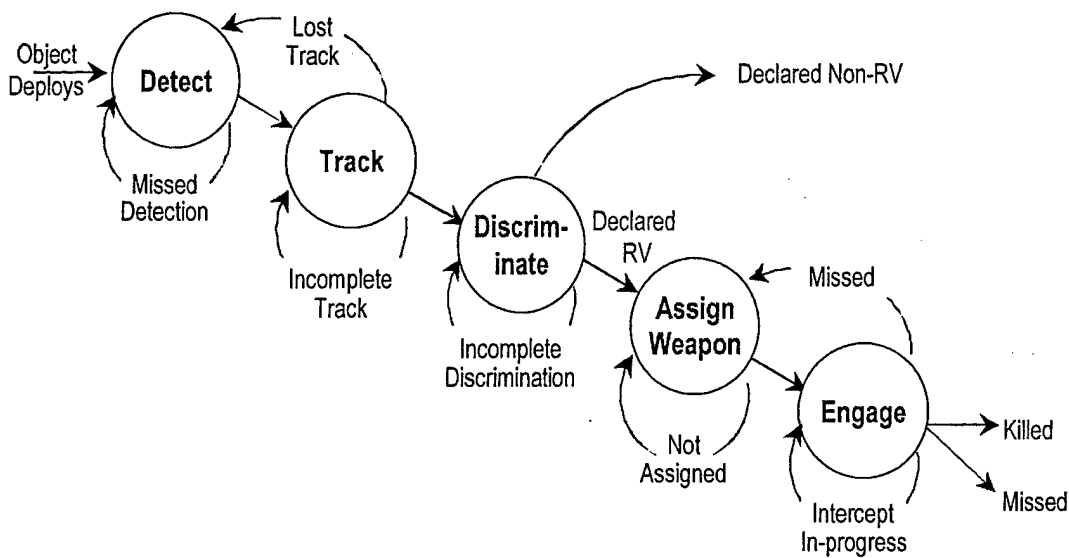 Object
Deploys
Detect
Lost
Track
Missed
Detection
Track
Incomplete
Track
Declared Non-RV
Discrim-
inate
Declared
RV
Incomplete
Discrimination
Assign
Weapon
Missed
Not
Assigned
Engage
Killed
Missed
Intercept
In-progress